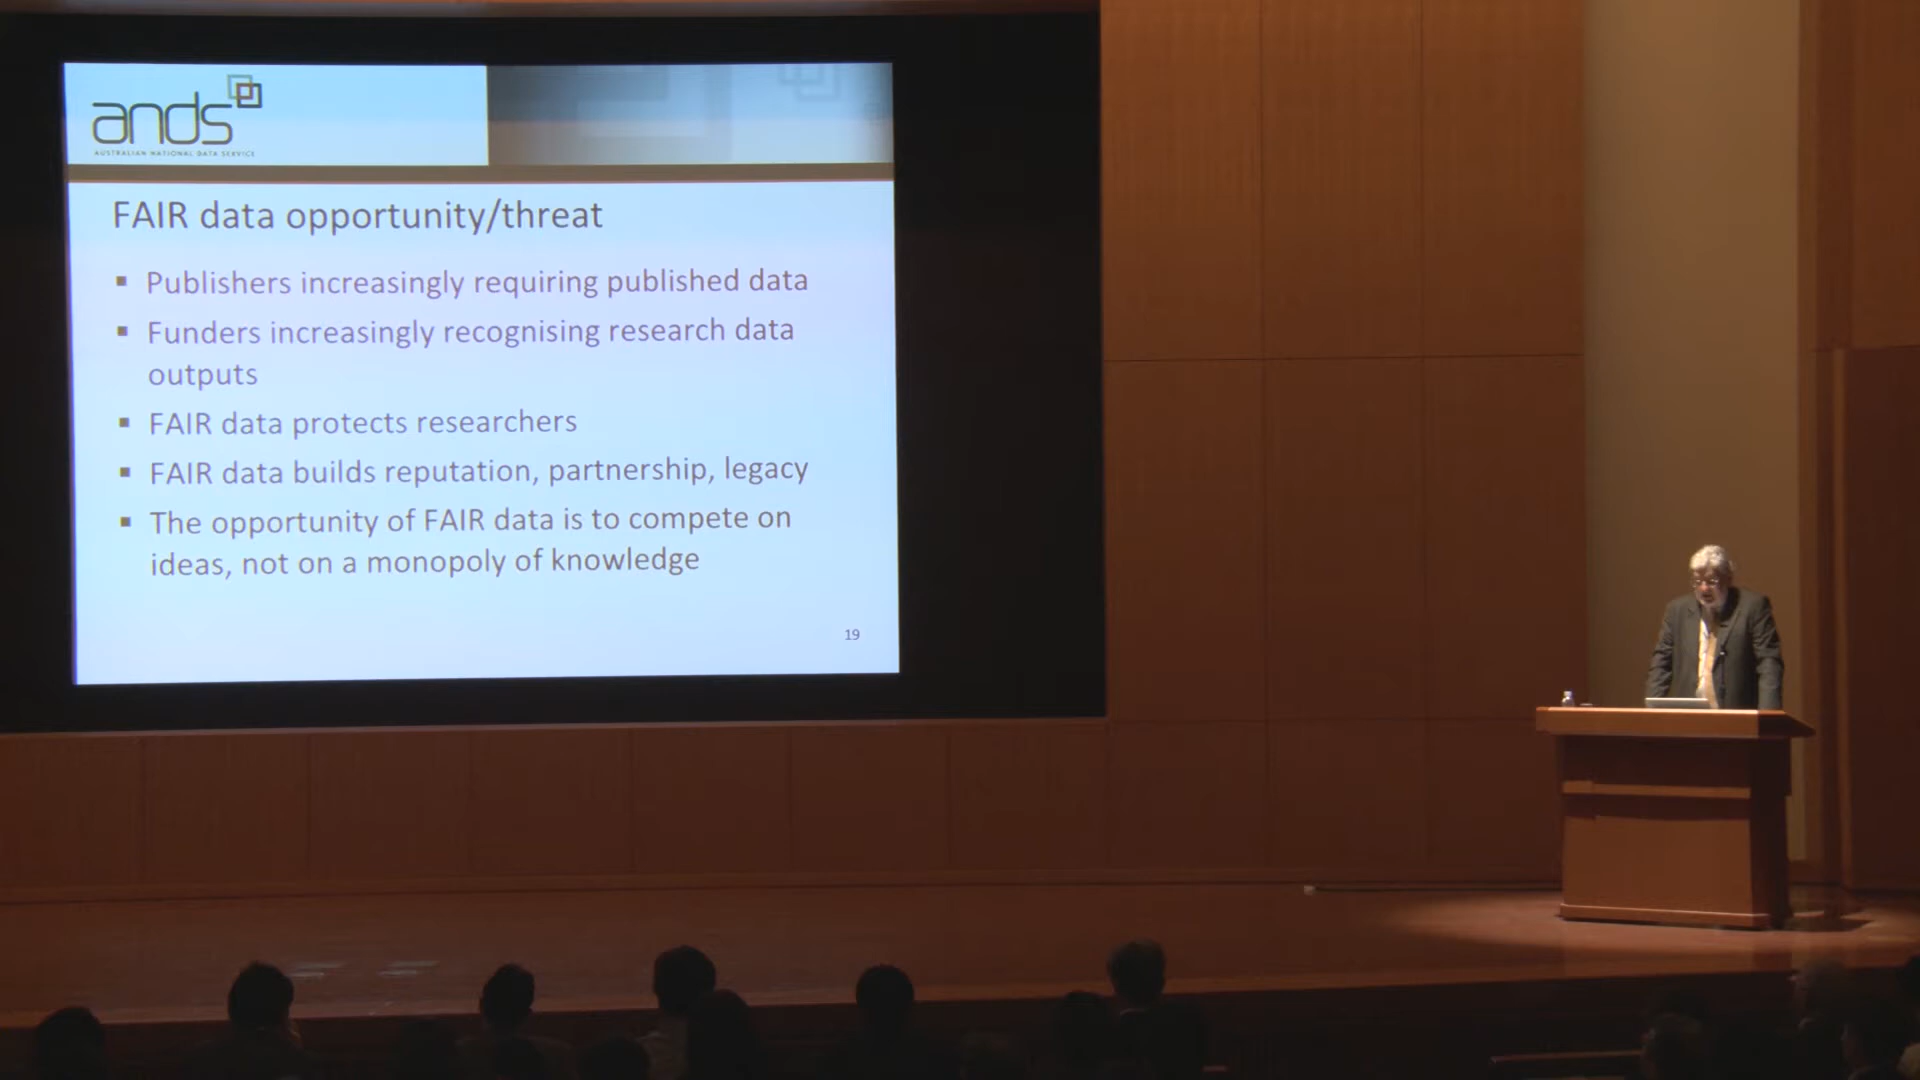 ands
AUSTRALIAN NATIONAL DATA SERVICE
FAIR data opportunity/threat
▪ Publishers increasingly requiring published data
▪ Funders increasingly recognising research data
outputs
▪ FAIR data protects researchers
▪ FAIR data builds reputation, partnership, legacy
▪ The opportunity of FAIR data is to compete on
ideas, not on a monopoly of knowledge
19